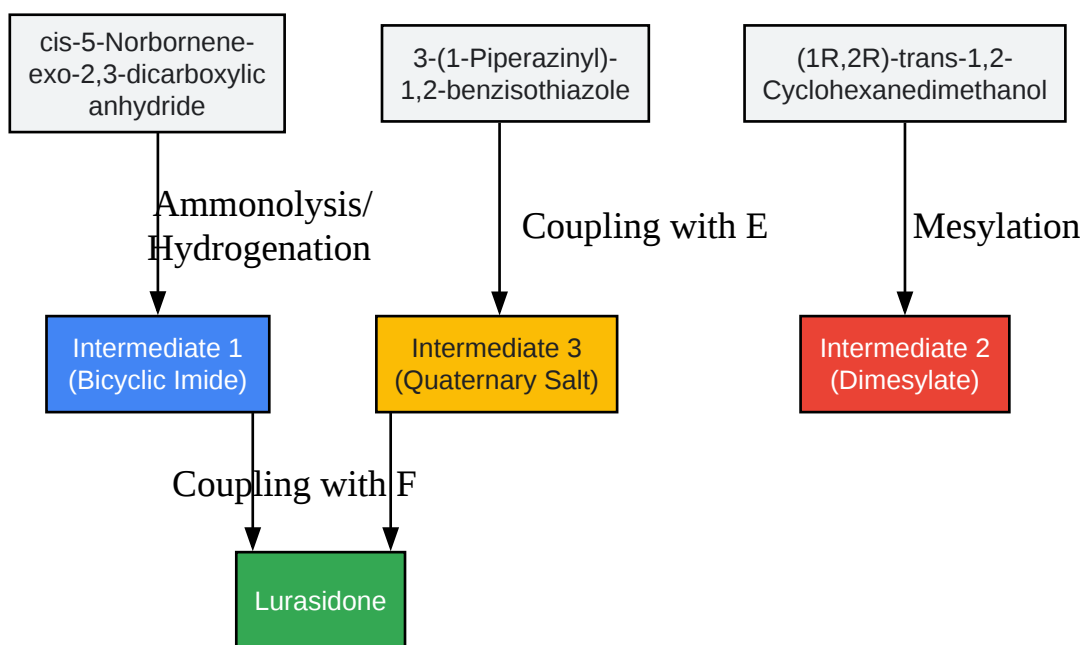 cis-5-Norbornene-
exo-2,3-dicarboxylic
anhydride
3-(1-Piperazinyl)-
1,2-benzisothiazole
(1R,2R)-trans-1,2-
Cyclohexanedimethanol
Ammonolysis/
Hydrogenation
Coupling with E
Mesylation
Intermediate 1
(Bicyclic Imide)
Intermediate 3
(Quaternary Salt)
Intermediate 2
(Dimesylate)
Coupling with F
Lurasidone